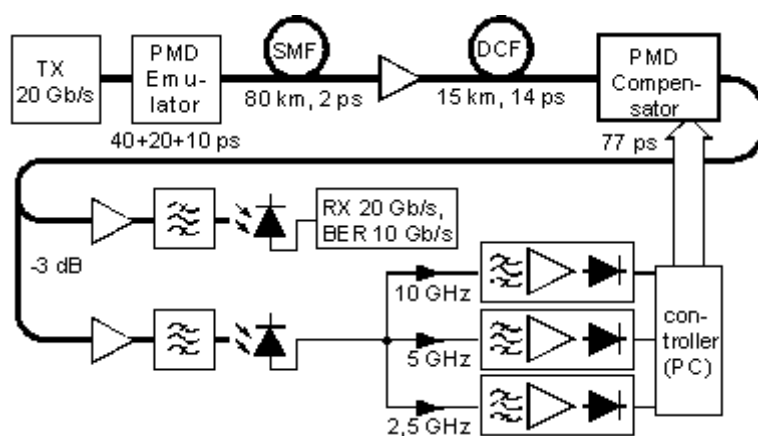 TX
20 Gb/s
PMD
Emu-
lator
40+20+10 ps
SMF
80 km, 2 ps
DCF
15 km, 14 ps
PMD
Compen-
sator
77 ps
RX 20 Gb/s,
BER 10 Gb/s
-3 dB
10 GHz
5 GHz
2,5 GHz
con-
troller
(PC)